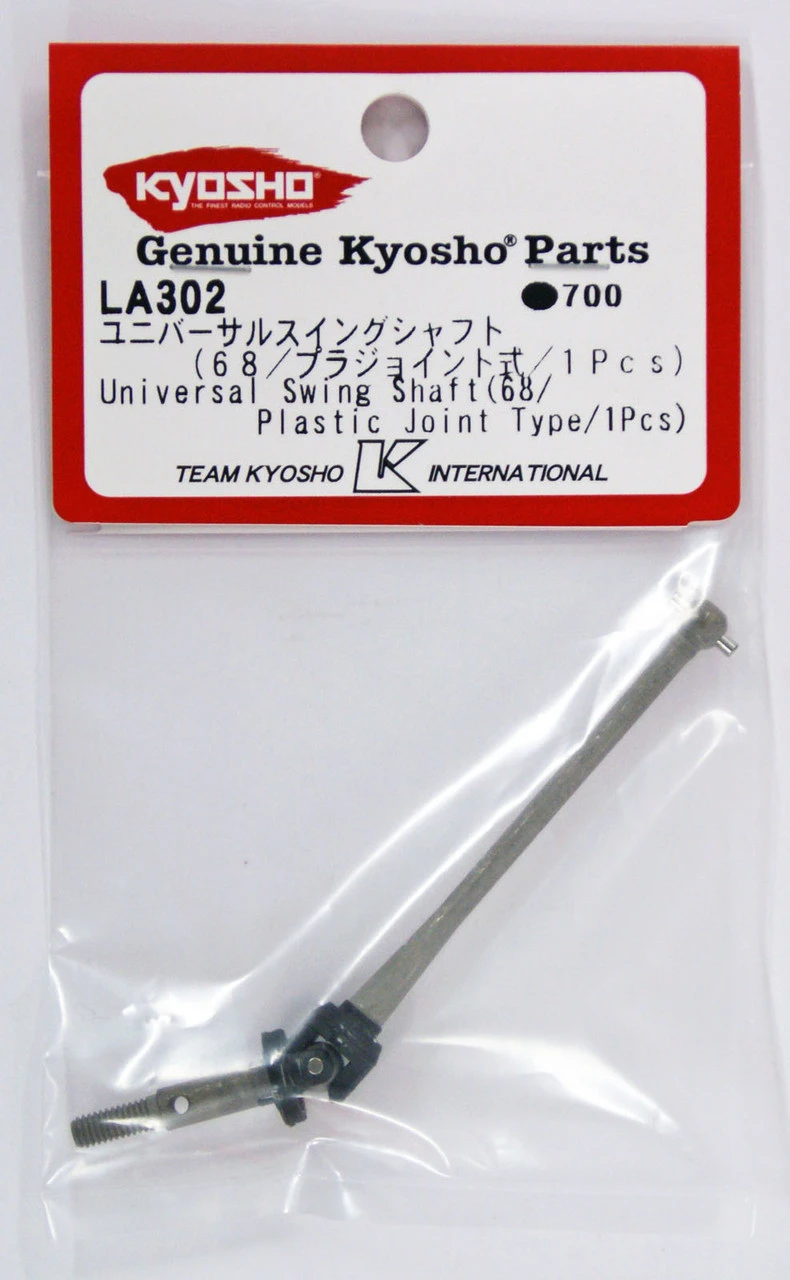 KYOSHO®
THE FINEST RADIO CONTROL MODELS
Genuine Kyosho® Parts
LA302 ●700
ユニバーサルスイングシャフト
(68/プラジョイント式/1Pcs)
Universal Swing Shaft(68/
Plastic Joint Type/1Pcs)
TEAM KYOSHO K INTERNATIONAL